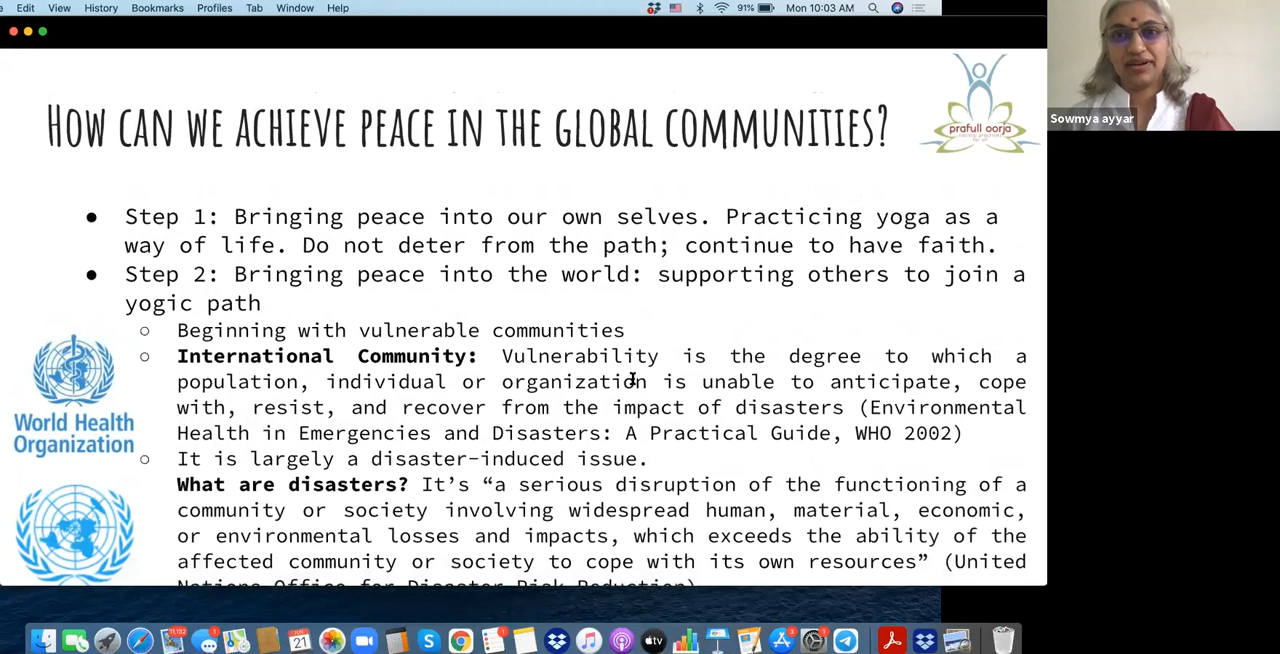 Edit View History Bookmarks Profiles Tab Window Help
91% Mon 10:03 AM
HOW CAN WE ACHIEVE PEACE IN THE GLOBAL COMMUNITIES?
prafull oorja
Sowmya ayyar
● Step 1: Bringing peace into our own selves. Practicing yoga as a
way of life. Do not deter from the path; continue to have faith.
● Step 2: Bringing peace into the world: supporting others to join a
yogic path
○ Beginning with vulnerable communities
○ International Community: Vulnerability is the degree to which a
population, individual or organization is unable to anticipate, cope
with, resist, and recover from the impact of disasters (Environmental
Health in Emergencies and Disasters: A Practical Guide, WHO 2002)
○ It is largely a disaster-induced issue.
What are disasters? It's “a serious disruption of the functioning of a
community or society involving widespread human, material, economic,
or environmental losses and impacts, which exceeds the ability of the
affected community or society to cope with its own resources” (United
Nations Office for Disaster Risk Reduction)
World Health
Organization
21
tv